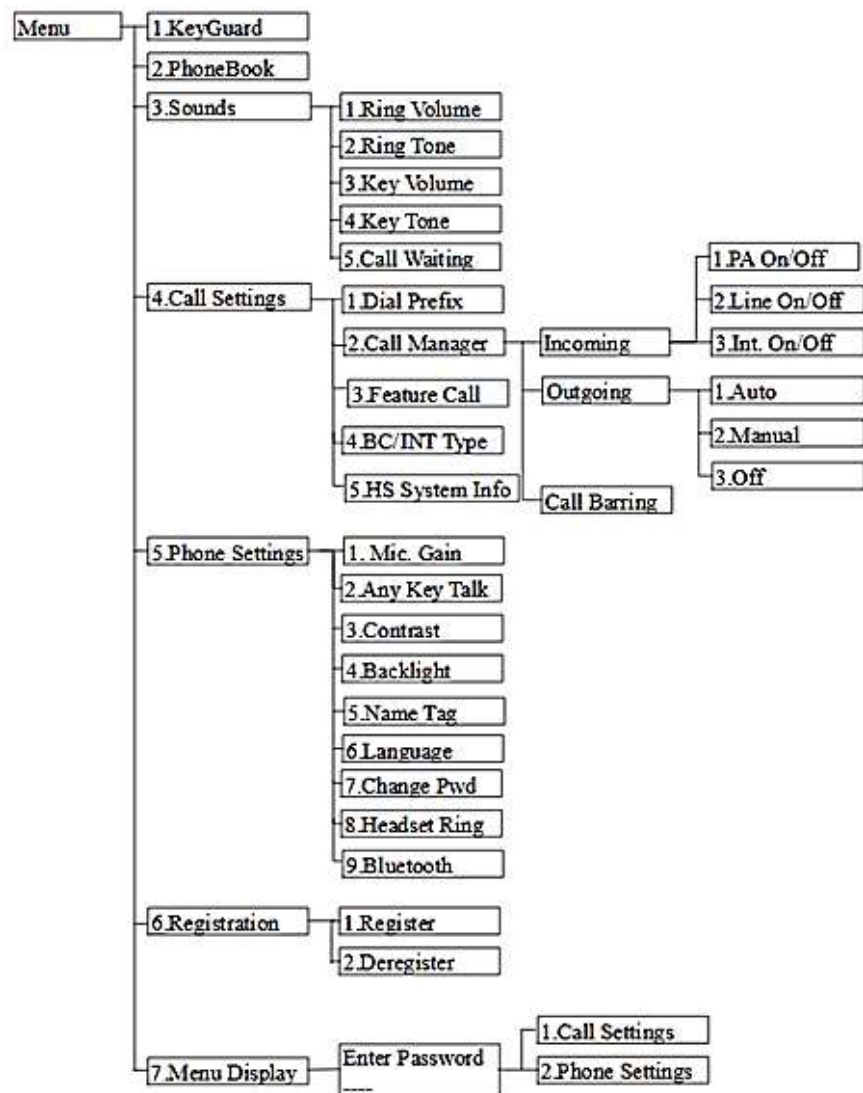 Menu
1.KeyGuard
2.PhoneBook
3.Sounds
1.Ring Volume
2.Ring Tone
3.Key Volume
4.Key Tone
5.Call Waiting
4.Call Settings
1.Dial Prefix
2.Call Manager
Incoming
1.PA On/Off
2.Line On/Off
3.Int. On/Off
Outgoing
1.Auto
2.Manual
3.Off
Call Barring
3.Feature Call
4.BC/INT Type
5.HS System Info
5.Phone Settings
1. Mic. Gain
2.Any Key Talk
3.Contrast
4.Backlight
5.Name Tag
6.Language
7.Change Pwd
8.Headset Ring
9.Bluetooth
6.Registration
1.Register
2.Deregister
7.Menu Display
Enter Password
----
1.Call Settings
2.Phone Settings